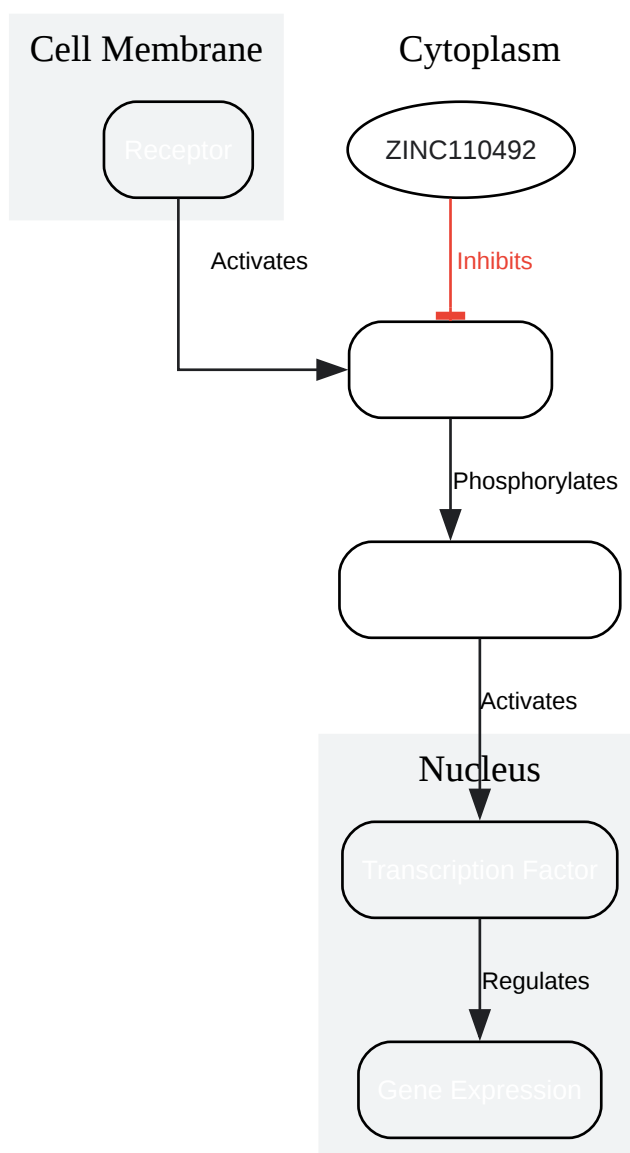 Cell Membrane
Cytoplasm
Receptor
ZINC110492
Activates
Inhibits
Phosphorylates
Activates
Nucleus
Transcription Factor
Regulates
Gene Expression